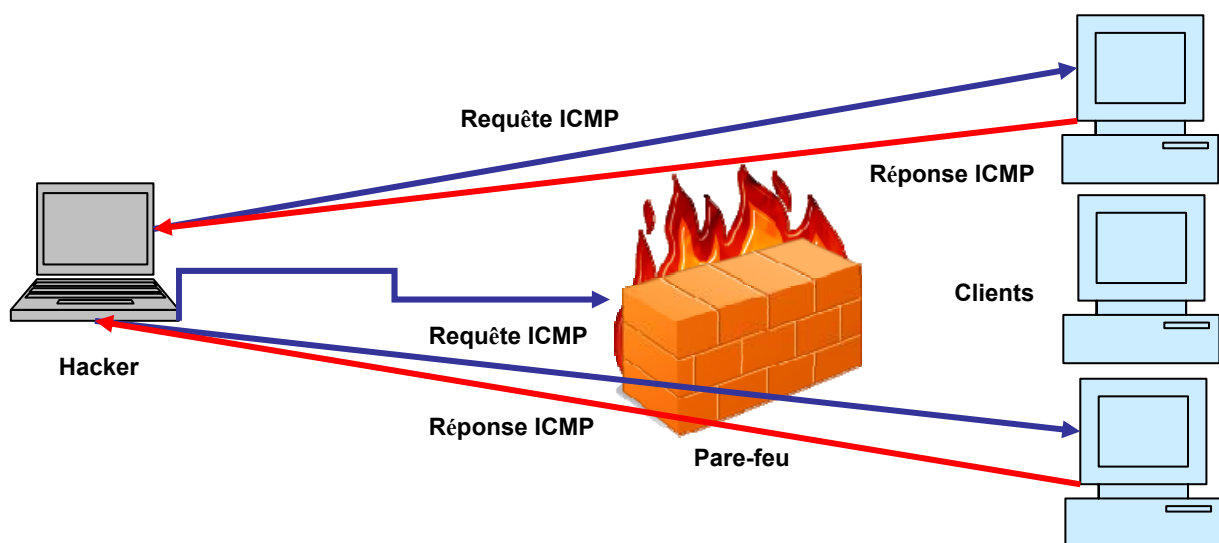 Requête ICMP
Réponse ICMP
Clients
Requête ICMP
Hacker
Réponse ICMP
Pare-feu